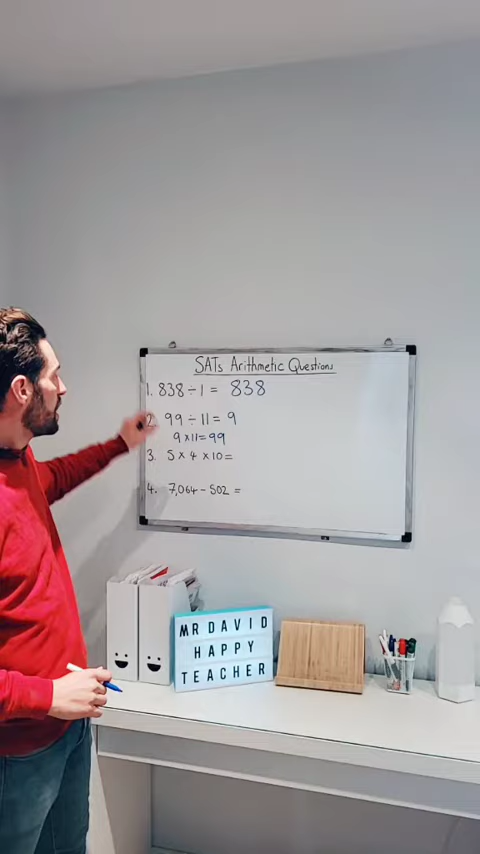 SATs Arithmetic Questions
1. 838 ÷ 1 = 838
2. 99 ÷ 11 = 9
9 x 11 = 99
3. 5 x 4 x 10 =
4. 7,064 - 502 =
MR DAVID
HAPPY
TEACHER